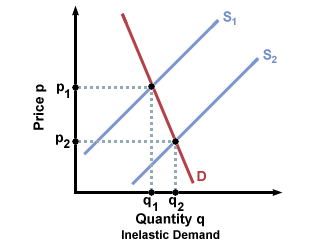 S1
S2
p1
Price p
p2
D
q1 q2
Quantity q
Inelastic Demand